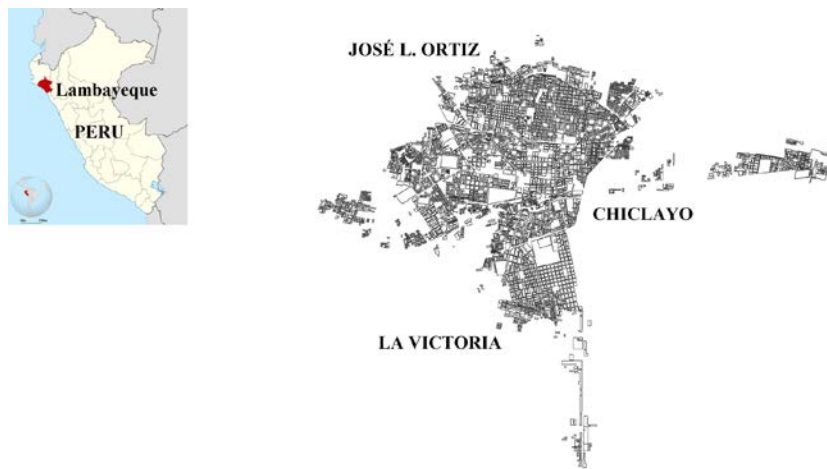 Lambayeque
PERU
JOSÉ L. ORTIZ
CHICLAYO
LA VICTORIA